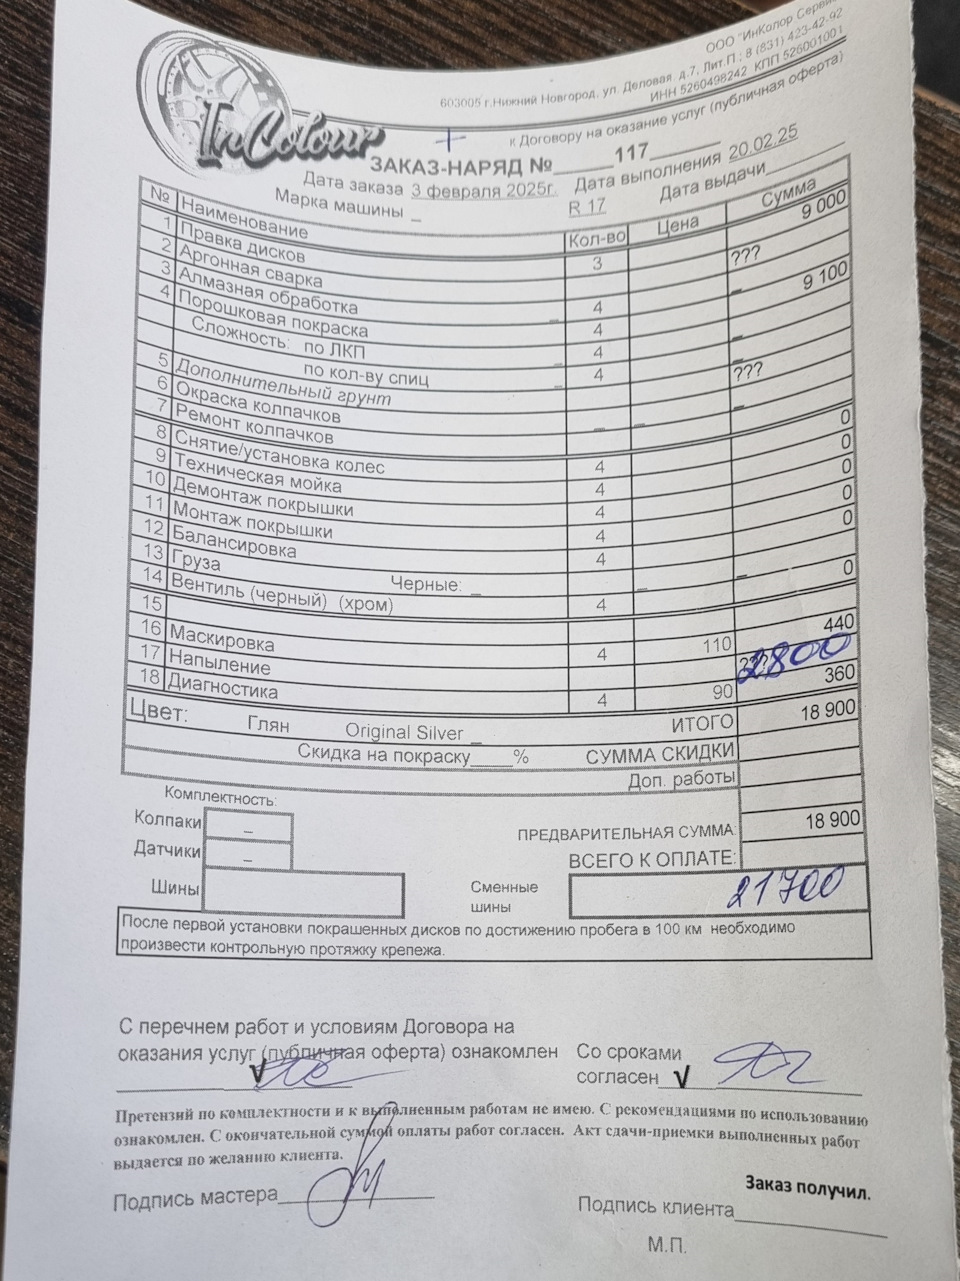 ООО "ИнКолор Сервис
603005 г.Нижний Новгород, ул. Деловая, д.7, Лит.П ; 8 (831) 423-42-92
ИНН 5260498242 КПП 526001001
InColour
к Договору на оказание услуг (публичная оферта)
ЗАКАЗ-НАРЯД № 117
Дата заказа 3 февраля 2025г. Дата выполнения 20.02.25
Марка машины _ R 17 Дата выдачи
№ Наименование Кол-во Цена Сумма
1 Правка дисков 3 9 000
2 Аргонная сварка ???
3 Алмазная обработка _ 4 _ 9 100
4 Порошковая покраска 4
Сложность: по ЛКП _ 4 _
по кол-ву спиц _ 4 _
5 Дополнительный грунт ???
6 Окраска колпачков _ _ _
7 Ремонт колпачков
8 Снятие/установка колес 4 0
9 Техническая мойка 4 0
10 Демонтаж покрышки 4 0
11 Монтаж покрышки 4 0
12 Балансировка 4 0
13 Груза Черные: _ _ _
14 Вентиль (черный) (хром) 4 0
15
16 Маскировка 4 110 440
17 Напыление ??? 2800
18 Диагностика 4 90 360
Цвет: Глян Original Silver _ ИТОГО 18 900
Скидка на покраску____% СУММА СКИДКИ
Доп. работы
Комплектность:
Колпаки _ ПРЕДВАРИТЕЛЬНАЯ СУММА: 18 900
Датчики _ ВСЕГО К ОПЛАТЕ:
Шины Сменные шины 21700
После первой установки покрашенных дисков по достижению пробега в 100 км необходимо
произвести контрольную протяжку крепежа.
С перечнем работ и условиям Договора на
оказания услуг (публичная оферта) ознакомлен Со сроками
согласен
Претензий по комплектности и к выполненным работам не имею. С рекомендациями по использованию
ознакомлен. С окончательной суммой оплаты работ согласен. Акт сдачи-приемки выполненных работ
выдается по желанию клиента.
Заказ получил.
Подпись мастера Подпись клиента
М.П.